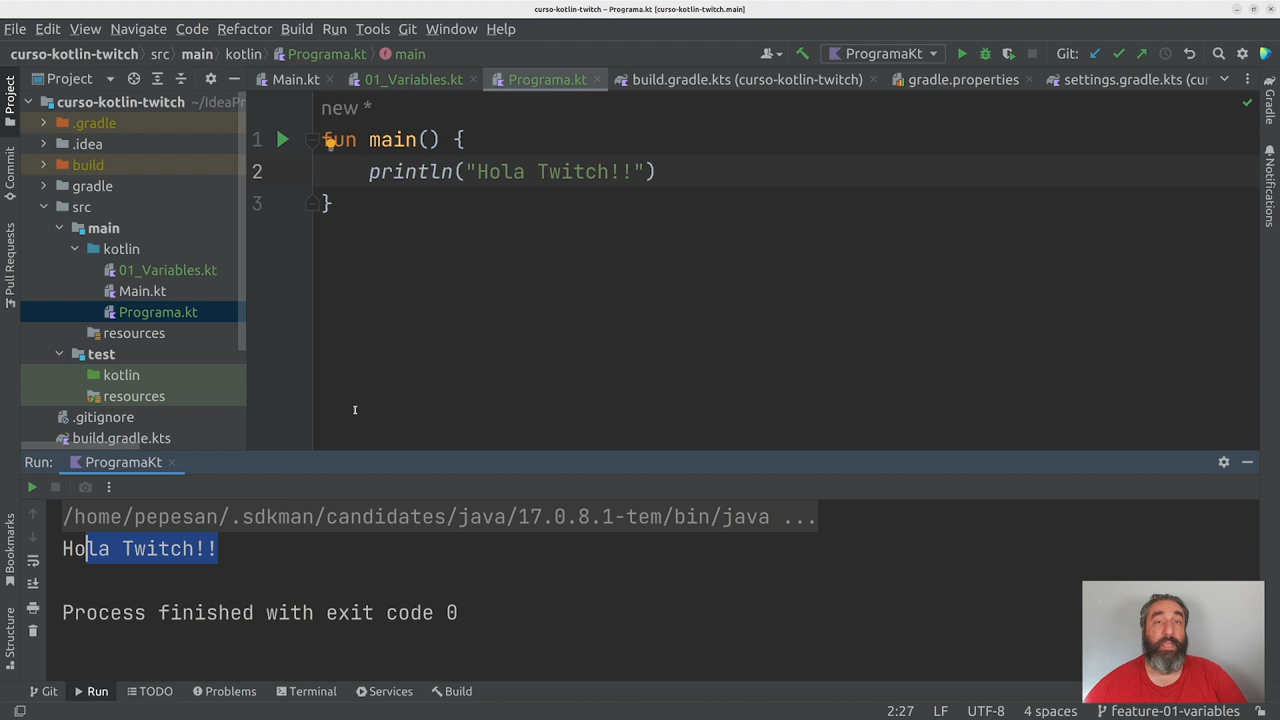 curso-kotlin-twitch – Programa.kt [curso-kotlin-twitch.main]
File Edit View Navigate Code Refactor Build Run Tools Git Window Help
curso-kotlin-twitch src main kotlin Programa.kt main ProgramaKt Git:
Project Main.kt 01_Variables.kt Programa.kt build.gradle.kts (curso-kotlin-twitch) gradle.properties settings.gradle.kts (cu
Project
Commit
Pull Requests
Bookmarks
Structure
Gradle
Notifications
curso-kotlin-twitch ~/IdeaPr
.gradle
.idea
build
gradle
src
main
kotlin
01_Variables.kt
Main.kt
Programa.kt
resources
test
kotlin
resources
.gitignore
build.gradle.kts
new *
1 fun main() {
2 println("Hola Twitch!!")
3 }
Run: ProgramaKt
/home/pepesan/.sdkman/candidates/java/17.0.8.1-tem/bin/java ...
Hola Twitch!!
Process finished with exit code 0
Git Run TODO Problems Terminal Services Build
2:27 LF UTF-8 4 spaces feature-01-variables